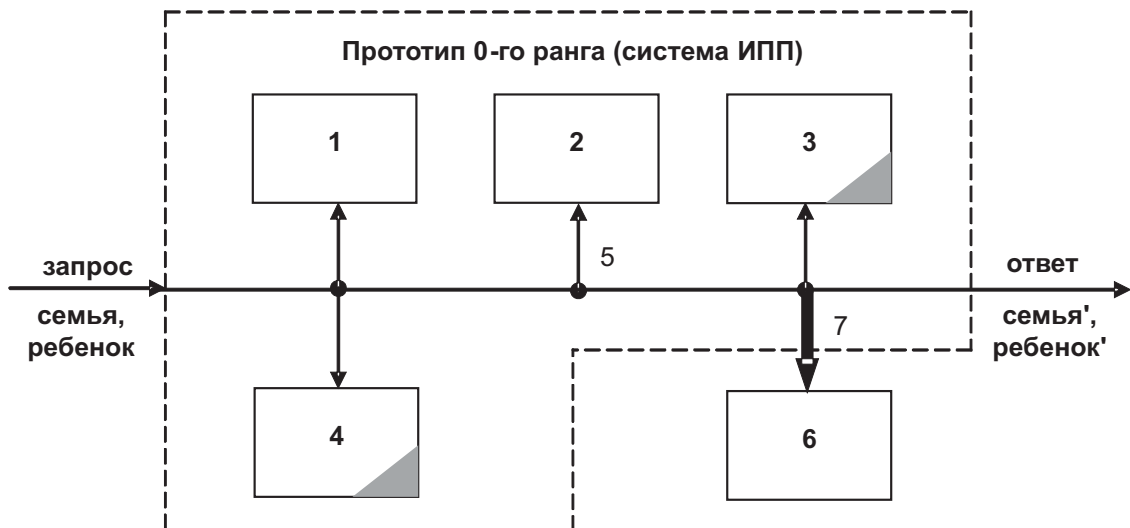 Прототип 0-го ранга (система ИПП)
1
2
3
5
запрос
ответ
семья,
ребенок
семья',
ребенок'
7
4
6